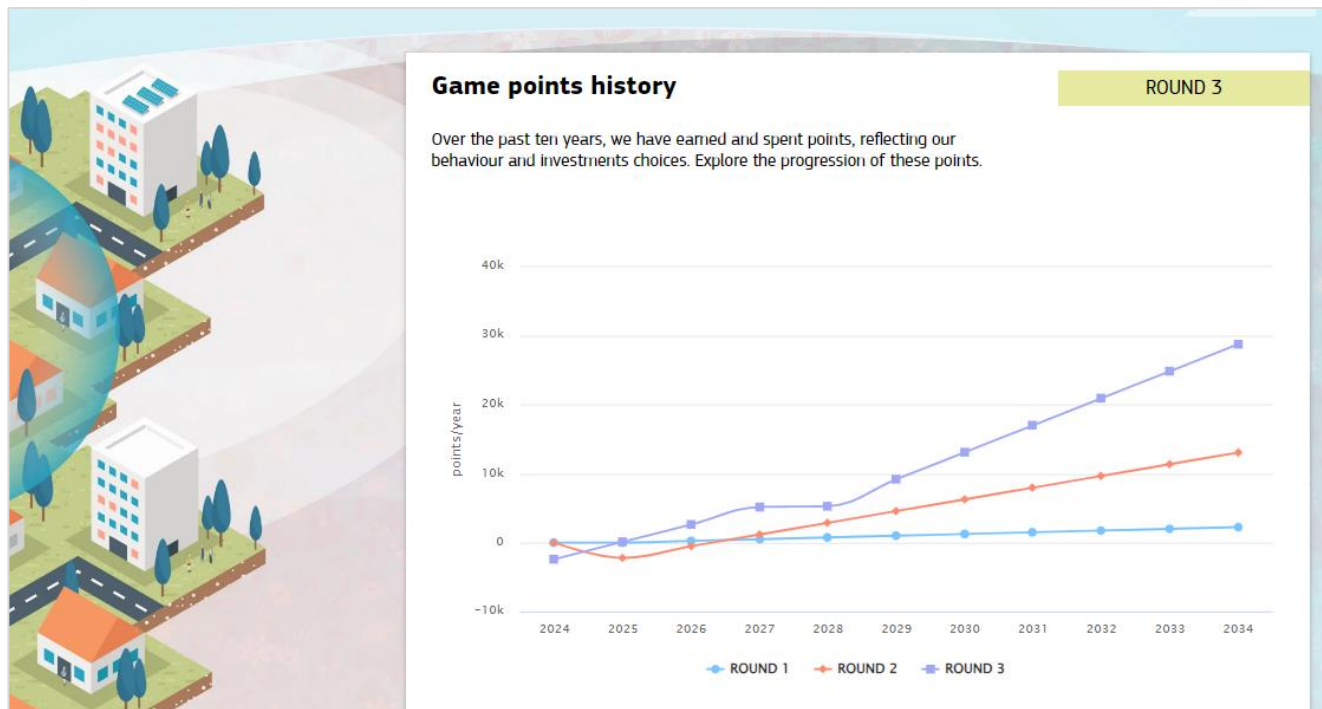 Game points history
ROUND 3
Over the past ten years, we have earned and spent points, reflecting our
behaviour and investments choices. Explore the progression of these points.
40k
30k
20k
10k
0
-10k
points/year
2024 2025 2026 2027 2028 2029 2030 2031 2032 2033 2034
ROUND 1 ROUND 2 ROUND 3